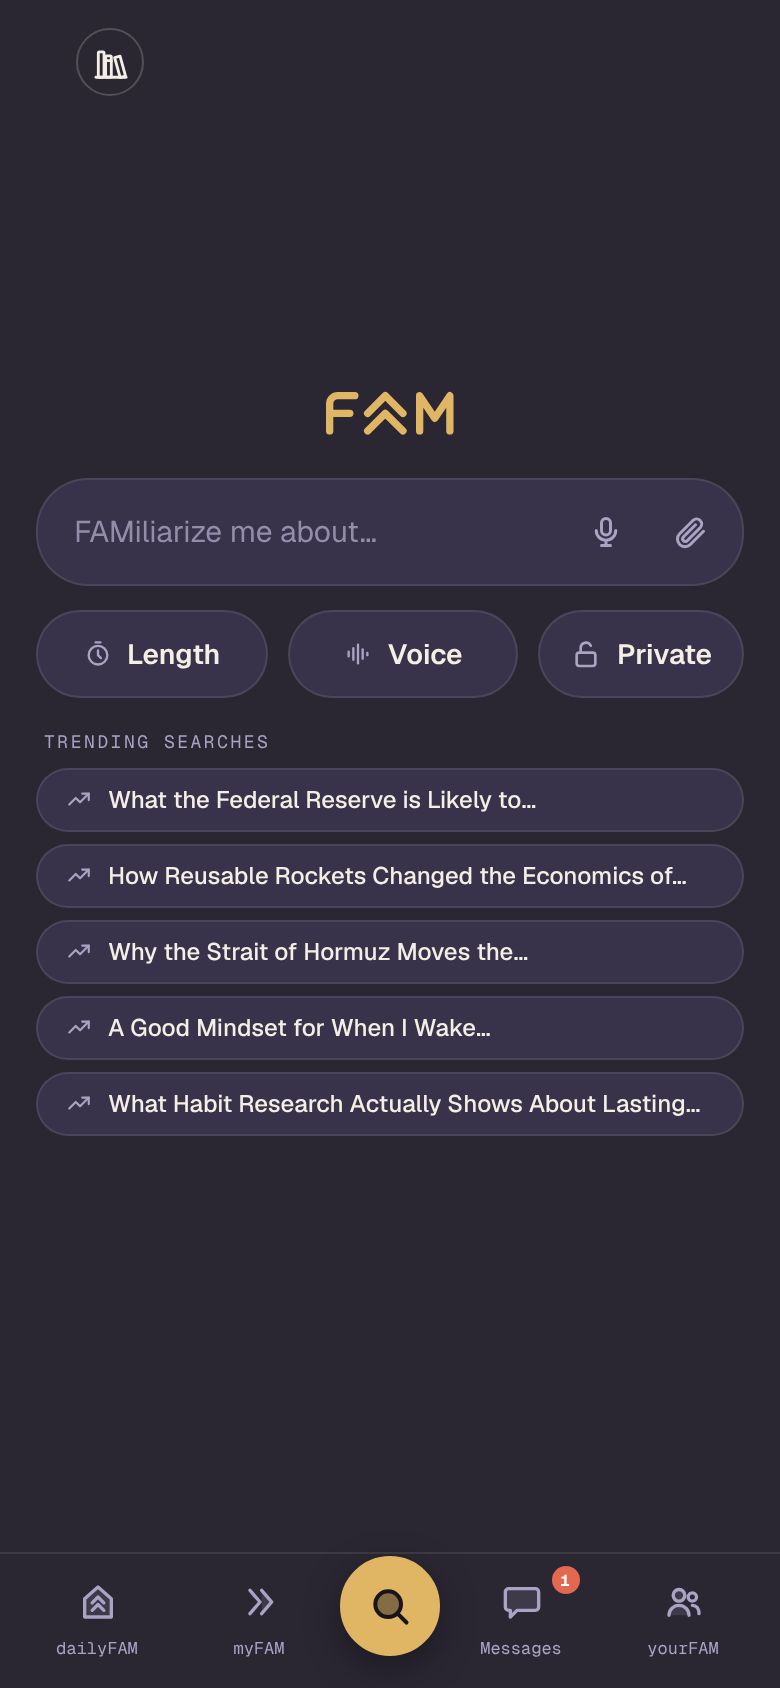 FAM
FAMiliarize me about…
Length Voice Private
TRENDING SEARCHES
What the Federal Reserve is Likely to…
How Reusable Rockets Changed the Economics of…
Why the Strait of Hormuz Moves the…
A Good Mindset for When I Wake…
What Habit Research Actually Shows About Lasting…
1
dailyFAM myFAM Messages yourFAM